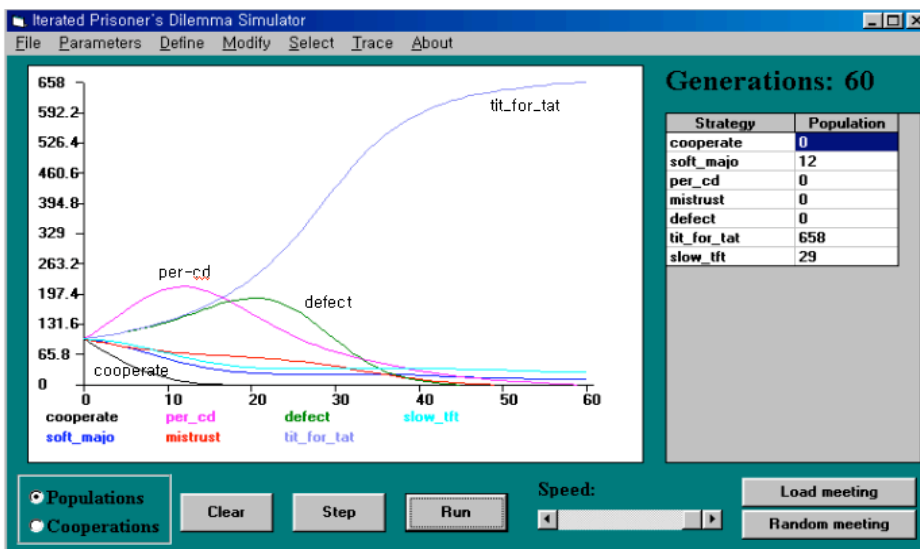 Iterated Prisoner's Dilemma Simulator
File Parameters Define Modify Select Trace About
658
592.2
526.4
460.6
394.8
329
263.2
197.4
131.6
65.8
0
tit_for_tat
per-cd
defect
cooperate
0 10 20 30 40 50 60
cooperate per_cd defect slow_tft
soft_majo mistrust tit_for_tat
Generations: 60
Strategy Population
cooperate 0
soft_majo 12
per_cd 0
mistrust 0
defect 0
tit_for_tat 658
slow_tft 29
Populations
Cooperations
Clear
Step
Run
Speed:
Load meeting
Random meeting